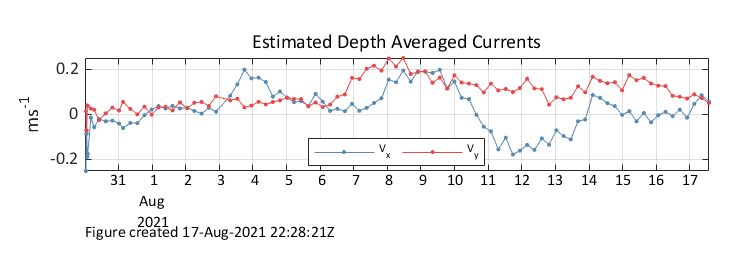 Estimated Depth Averaged Currents
0.2
0
-0.2
ms-1
Vx Vy
31 1 2 3 4 5 6 7 8 9 10 11 12 13 14 15 16 17
Aug
2021
Figure created 17-Aug-2021 22:28:21Z